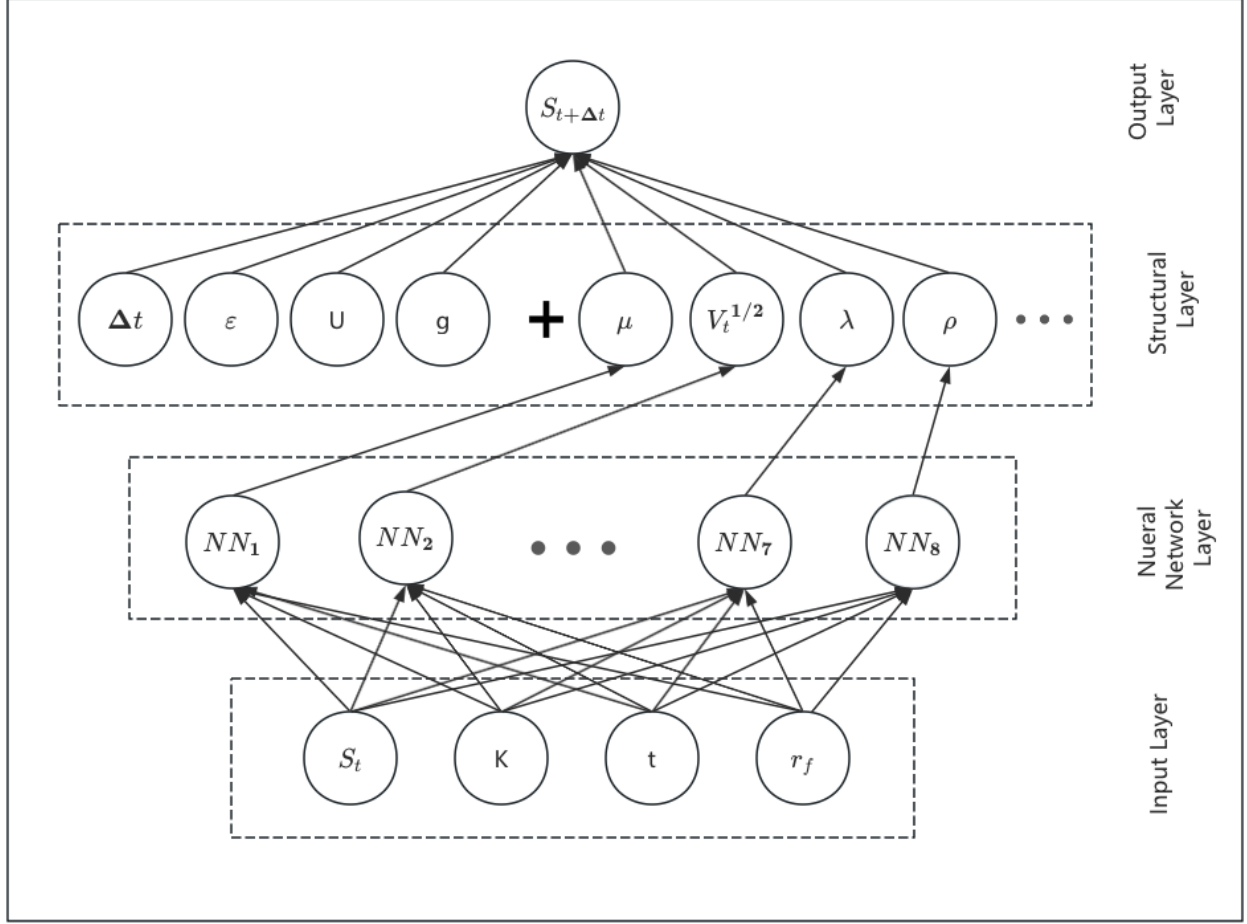 S_{t+Δt}
Output
Layer
Δt ε U g + μ V_t^{1/2} λ ρ • • •
Structural
Layer
NN_1 NN_2 • • • NN_7 NN_8
Nueral
Network
Layer
S_t K t r_f
Input Layer